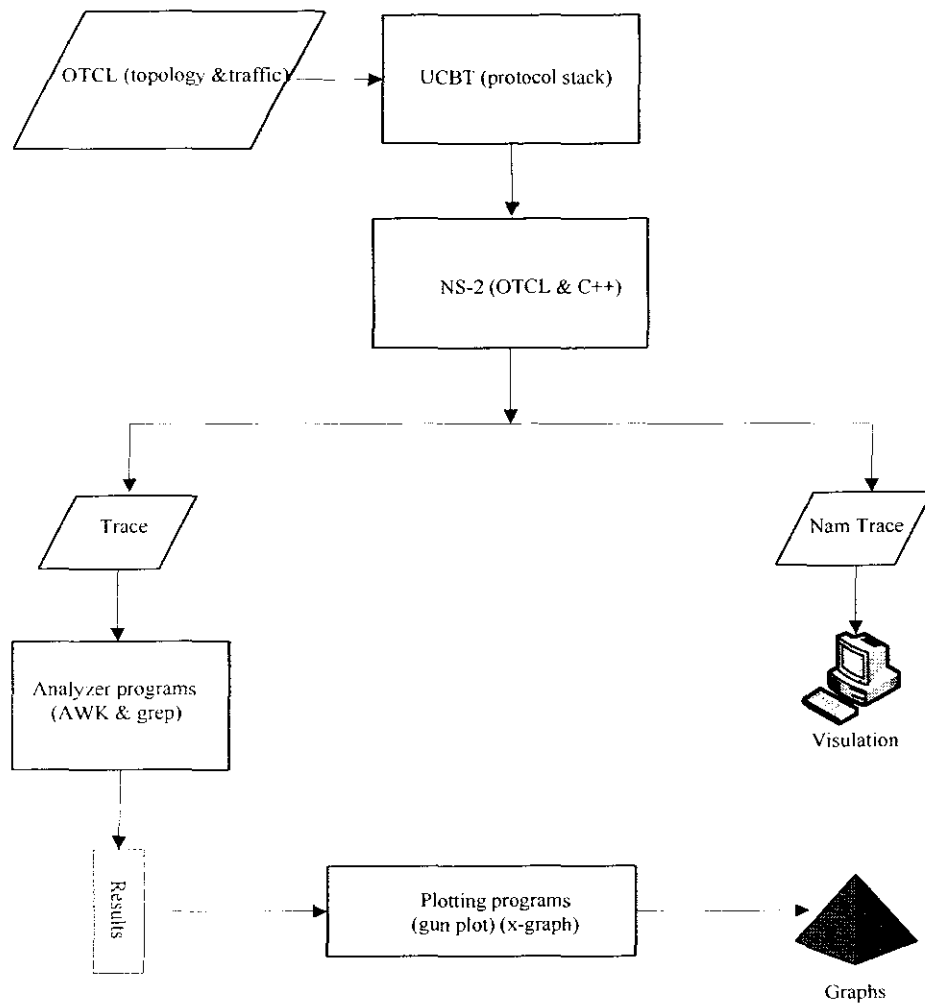 OTCL (topology &traffic)
UCBT (protocol stack)
NS-2 (OTCL & C++)
Trace
Nam Trace
Analyzer programs
(AWK & grep)
Visulation
Results
Plotting programs
(gun plot) (x-graph)
Graphs